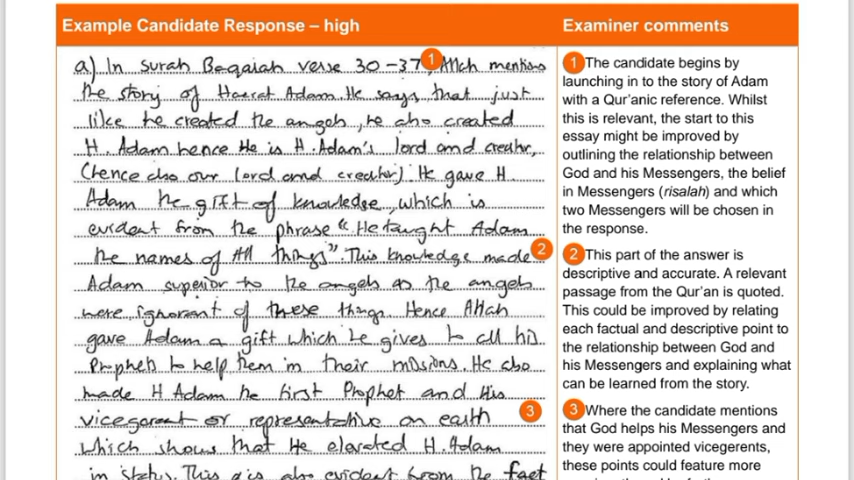 Example Candidate Response – high
Examiner comments
a) In surah Baqarah verse 30-37, Allah mentions
the story of Hazrat Adam. He says that just
like he created the angels, he also created
H. Adam hence He is H. Adam's lord and creator,
(hence also our lord and creator). He gave H
Adam the gift of knowledge, which is
evident from the phrase "He taught Adam
the names of All things". This knowledge made
Adam superior to the angels as the angels
were ignorant of these things. Hence Allah
gave Adam a gift which he gives to all his
Prophets to help them in their missions. He also
made H Adam the first Prophet and His
vicegerent or representative on earth
which shows that He elevated H. Adam
in status. This is also evident from the fact
1 The candidate begins by
launching in to the story of Adam
with a Qur'anic reference. Whilst
this is relevant, the start to this
essay might be improved by
outlining the relationship between
God and his Messengers, the belief
in Messengers (risalah) and which
two Messengers will be chosen in
the response.
2 This part of the answer is
descriptive and accurate. A relevant
passage from the Qur'an is quoted.
This could be improved by relating
each factual and descriptive point to
the relationship between God and
his Messengers and explaining what
can be learned from the story.
3 Where the candidate mentions
that God helps his Messengers and
they were appointed vicegerents,
these points could feature more